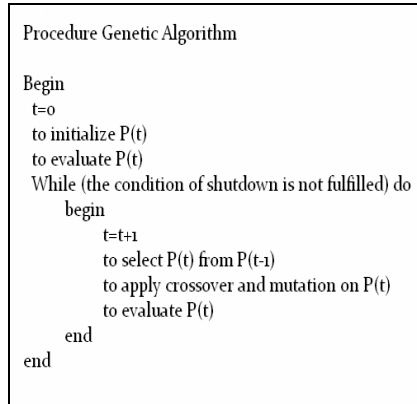 Procedure Genetic Algorithm
Begin
t=0
to initialize P(t)
to evaluate P(t)
While (the condition of shutdown is not fulfilled) do
begin
t=t+1
to select P(t) from P(t-1)
to apply crossover and mutation on P(t)
to evaluate P(t)
end
end